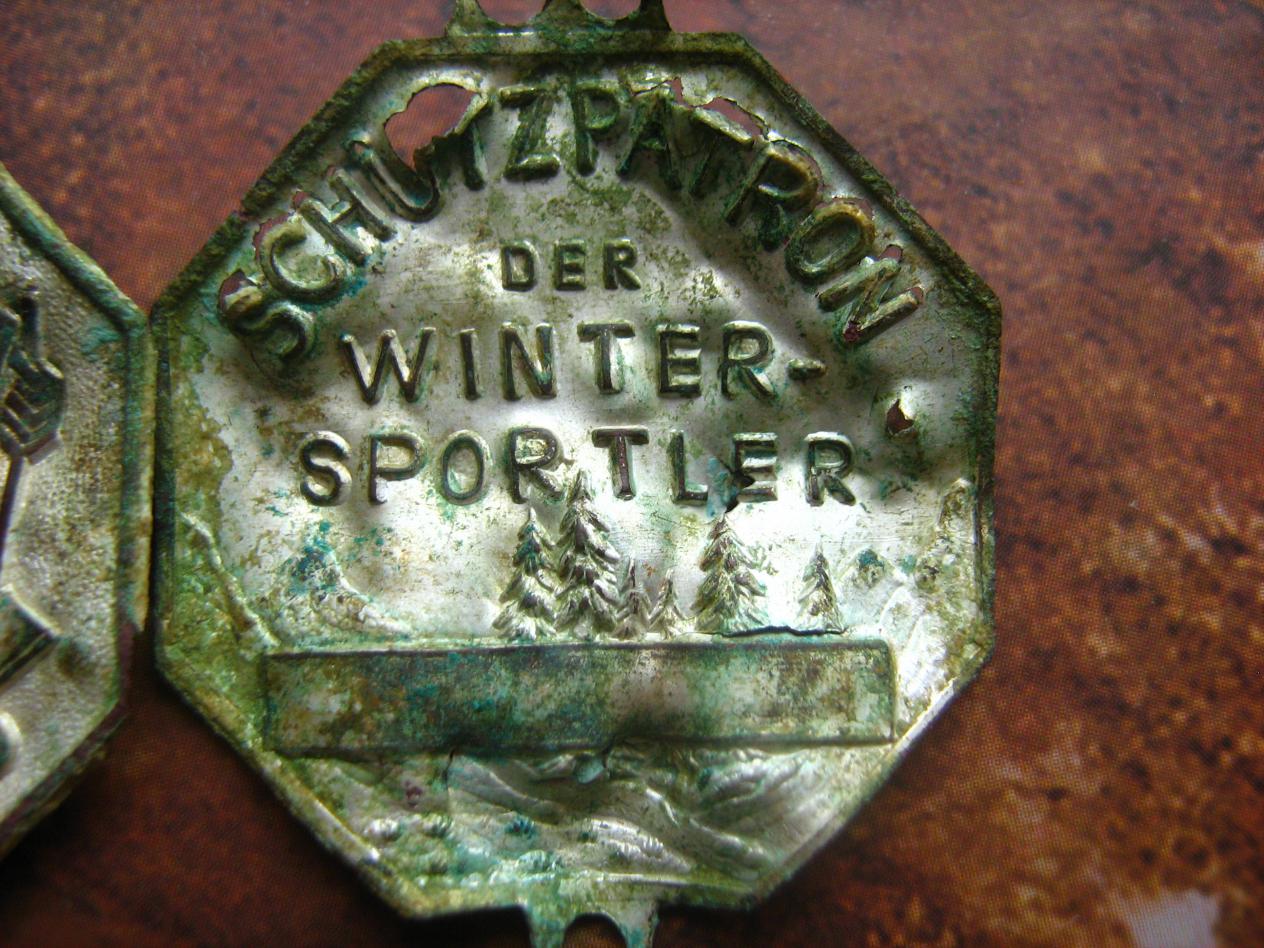 SCHUTZPATRON
DER
WINTER-
SPORTLER